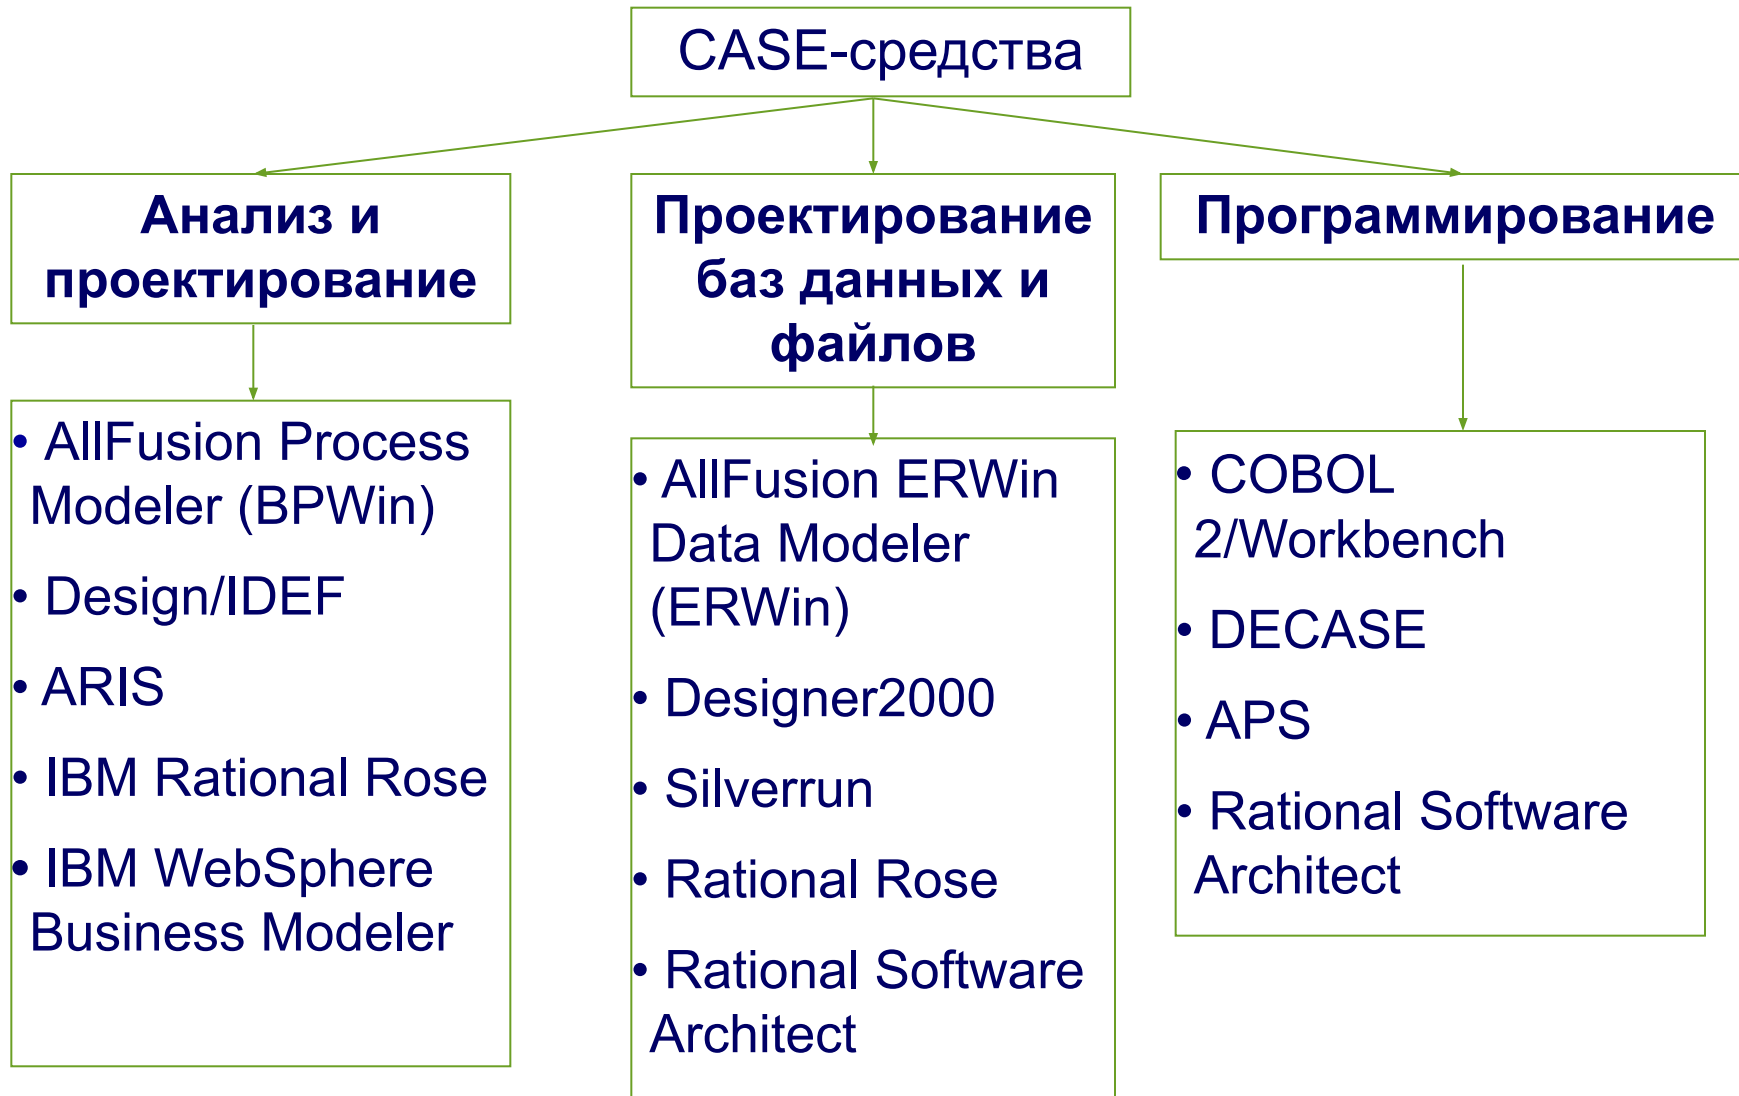 CASE-средства
Анализ и
проектирование
• AllFusion Process
Modeler (BPWin)
• Design/IDEF
• ARIS
• IBM Rational Rose
• IBM WebSphere
Business Modeler
Проектирование
баз данных и
файлов
• AllFusion ERWin
Data Modeler
(ERWin)
• Designer2000
• Silverrun
• Rational Rose
• Rational Software
Architect
Программирование
• COBOL
2/Workbench
• DECASE
• APS
• Rational Software
Architect